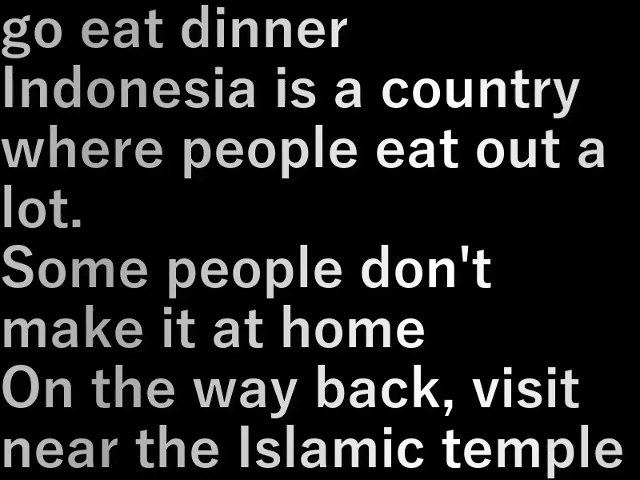 go eat dinner
Indonesia is a country
where people eat out a
lot.
Some people don't
make it at home
On the way back, visit
near the Islamic temple